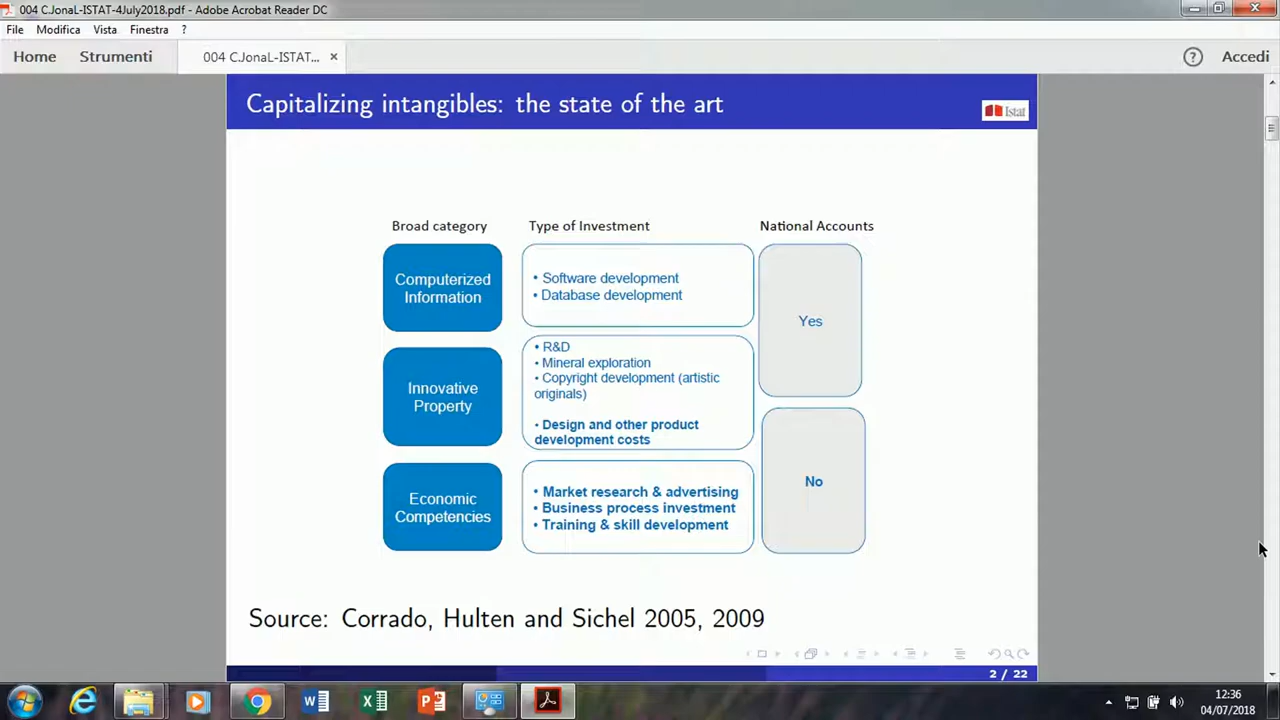 004 C.JonaL-ISTAT-4July2018.pdf - Adobe Acrobat Reader DC
File Modifica Vista Finestra ?
Home Strumenti 004 C.JonaL-ISTAT... × ? Accedi
Capitalizing intangibles: the state of the art
Istat
Broad category Type of Investment National Accounts
Computerized
Information
• Software development
• Database development
Yes
Innovative
Property
• R&D
• Mineral exploration
• Copyright development (artistic
originals)
• Design and other product
development costs
No
Economic
Competencies
• Market research & advertising
• Business process investment
• Training & skill development
Source: Corrado, Hulten and Sichel 2005, 2009
2 / 22
12:36
04/07/2018